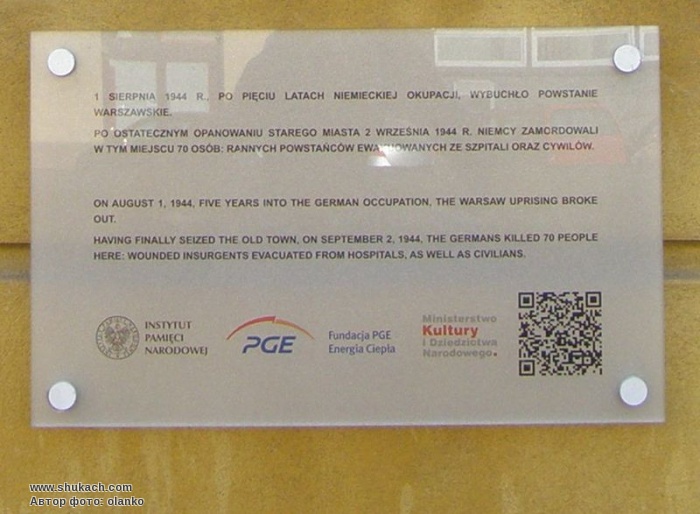 1 SIERPNIA 1944 R., PO PIĘCIU LATACH NIEMIECKIEJ OKUPACJI, WYBUCHŁO POWSTANIE
WARSZAWSKIE.
PO OSTATECZNYM OPANOWANIU STAREGO MIASTA 2 WRZEŚNIA 1944 R. NIEMCY ZAMORDOWALI
W TYM MIEJSCU 70 OSÓB: RANNYCH POWSTAŃCÓW EWAKUOWANYCH ZE SZPITALI ORAZ CYWILÓW.
ON AUGUST 1, 1944, FIVE YEARS INTO THE GERMAN OCCUPATION, THE WARSAW UPRISING BROKE
OUT.
HAVING FINALLY SEIZED THE OLD TOWN, ON SEPTEMBER 2, 1944, THE GERMANS KILLED 70 PEOPLE
HERE: WOUNDED INSURGENTS EVACUATED FROM HOSPITALS, AS WELL AS CIVILIANS.
INSTYTUT
PAMIĘCI
NARODOWEJ
PGE
Fundacja PGE
Energia Ciepła
Ministerstwo
Kultury
i Dziedzictwa
Narodowego.
www.shukach.com
Автор фото: olanko